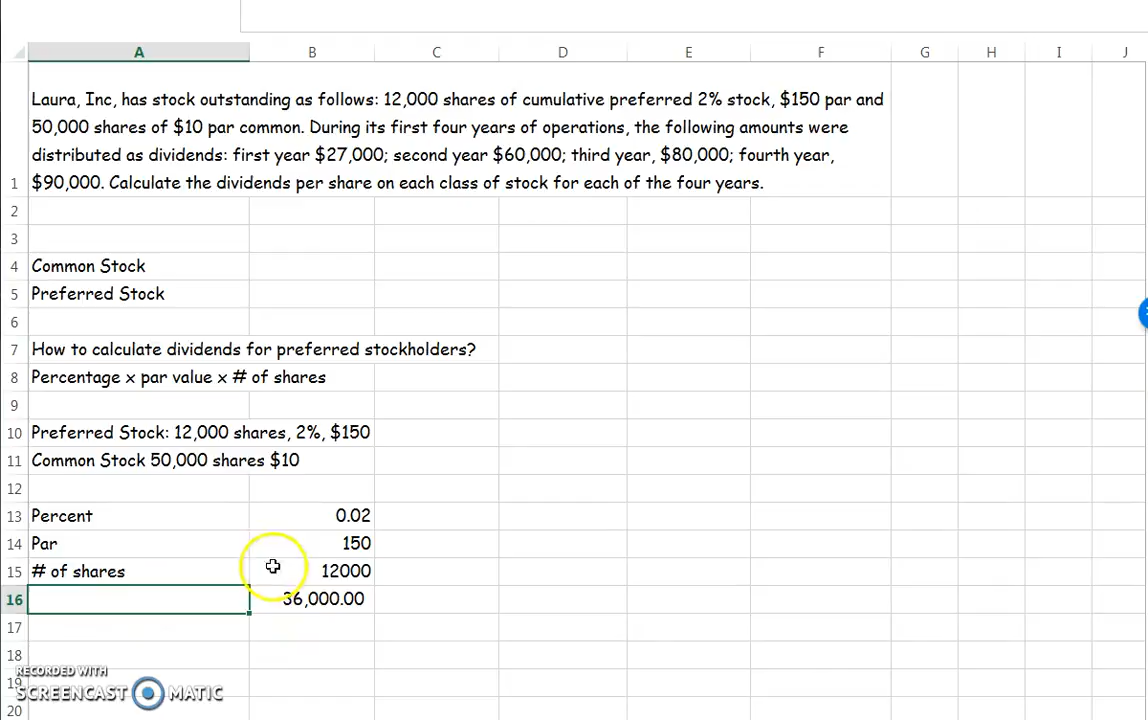 A B C D E F G H I J
Laura, Inc, has stock outstanding as follows: 12,000 shares of cumulative preferred 2% stock, $150 par and
50,000 shares of $10 par common. During its first four years of operations, the following amounts were
distributed as dividends: first year $27,000; second year $60,000; third year, $80,000; fourth year,
1 $90,000. Calculate the dividends per share on each class of stock for each of the four years.
2
3
4 Common Stock
5 Preferred Stock
6
7 How to calculate dividends for preferred stockholders?
8 Percentage x par value x # of shares
9
10 Preferred Stock: 12,000 shares, 2%, $150
11 Common Stock 50,000 shares $10
12
13 Percent 0.02
14 Par 150
15 # of shares 12000
16 36,000.00
17
18
RECORDED WITH
19
SCREENCAST MATIC
20